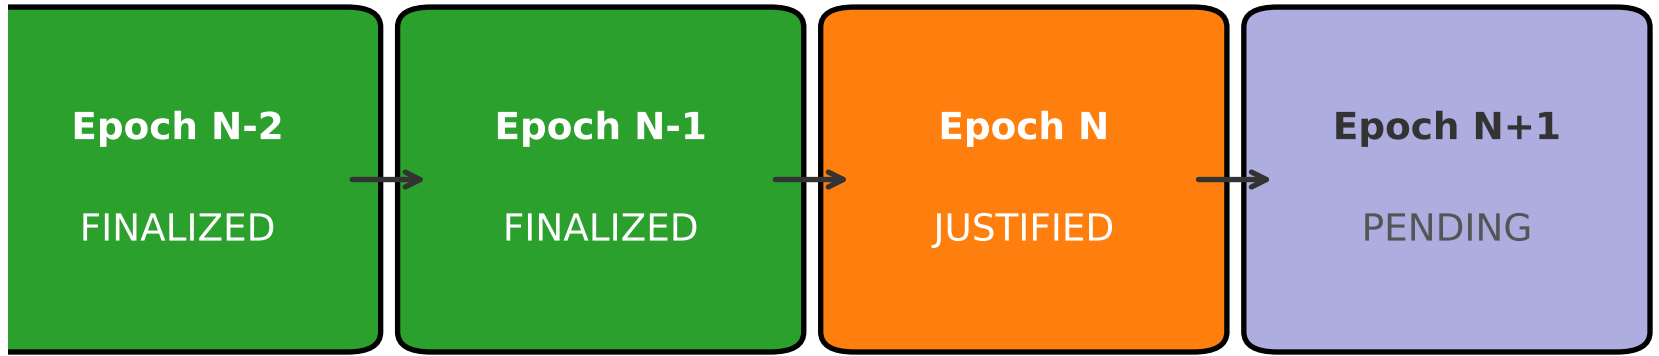 Epoch N-2
FINALIZED
Epoch N-1
FINALIZED
Epoch N
JUSTIFIED
Epoch N+1
PENDING